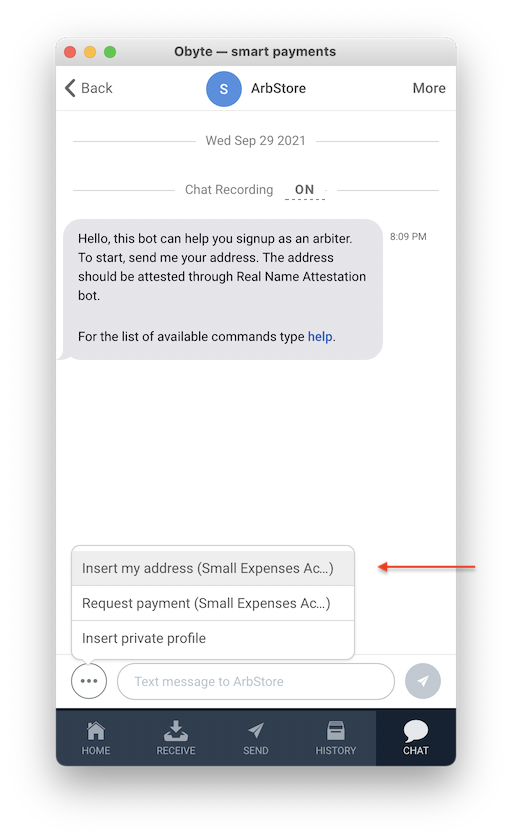 Obyte — smart payments
Back
S
ArbStore
More
Wed Sep 29 2021
Chat Recording ON
Hello, this bot can help you signup as an arbiter.
To start, send me your address. The address
should be attested through Real Name Attestation
bot.
For the list of available commands type help.
8:09 PM
Insert my address (Small Expenses Ac...)
Request payment (Small Expenses Ac...)
Insert private profile
Text message to ArbStore
HOME
RECEIVE
SEND
HISTORY
CHAT